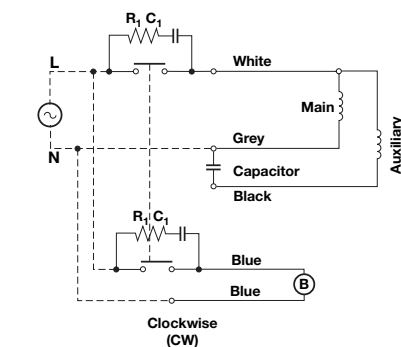 R₁ C₁
L
White
Main
Auxiliary
Grey
N
Capacitor
Black
R₁ C₁
Blue
B
Blue
Clockwise
(CW)